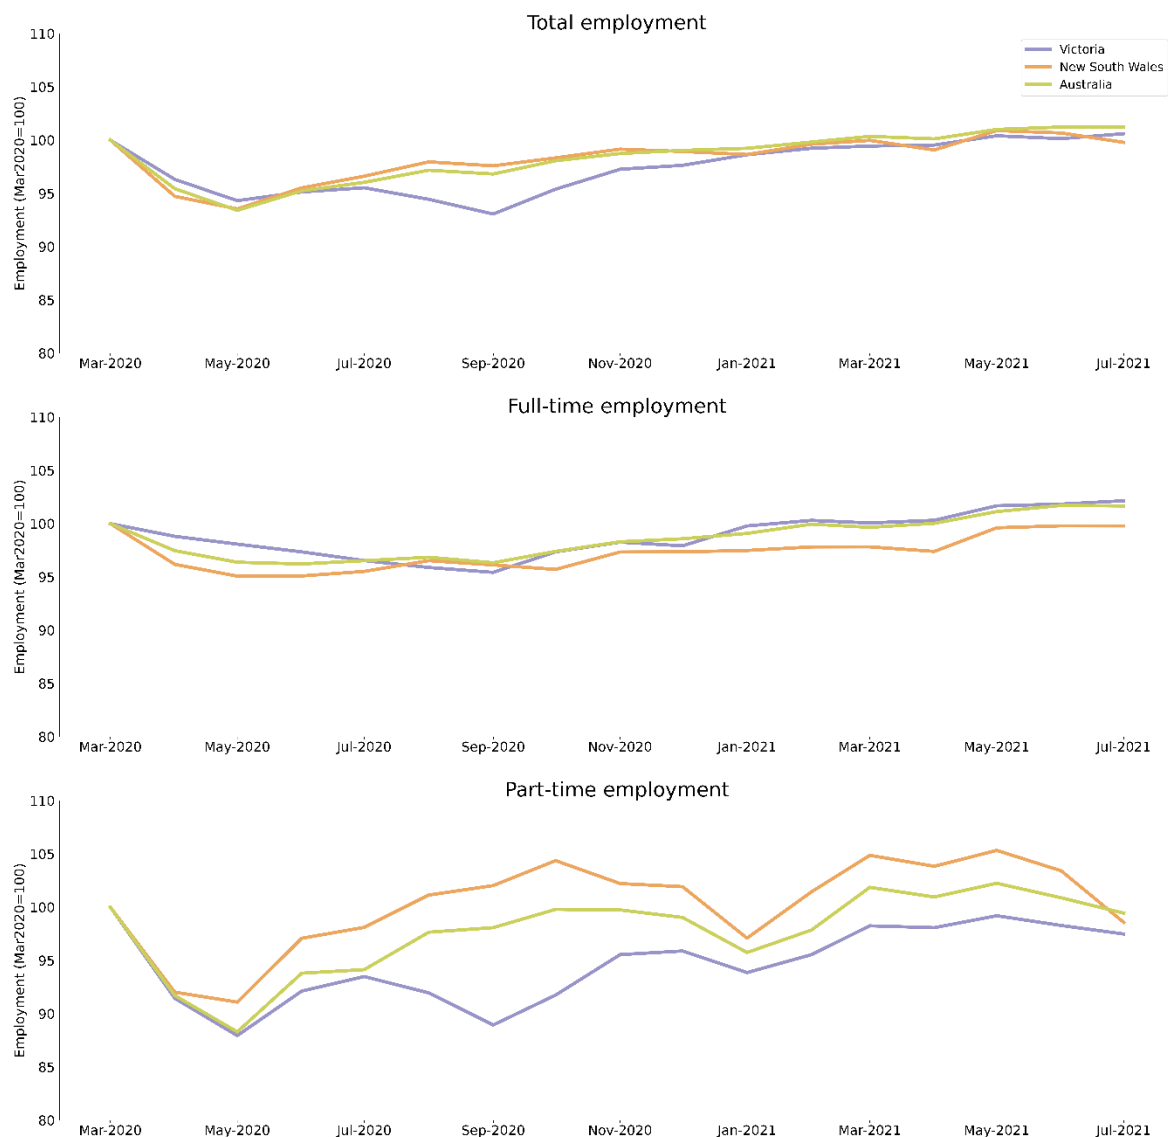 Total employment
110
105
100
95
90
85
80
Employment (Mar2020=100)
Victoria
New South Wales
Australia
Mar-2020 May-2020 Jul-2020 Sep-2020 Nov-2020 Jan-2021 Mar-2021 May-2021 Jul-2021
Full-time employment
110
105
100
95
90
85
80
Employment (Mar2020=100)
Mar-2020 May-2020 Jul-2020 Sep-2020 Nov-2020 Jan-2021 Mar-2021 May-2021 Jul-2021
Part-time employment
110
105
100
95
90
85
80
Employment (Mar2020=100)
Mar-2020 May-2020 Jul-2020 Sep-2020 Nov-2020 Jan-2021 Mar-2021 May-2021 Jul-2021